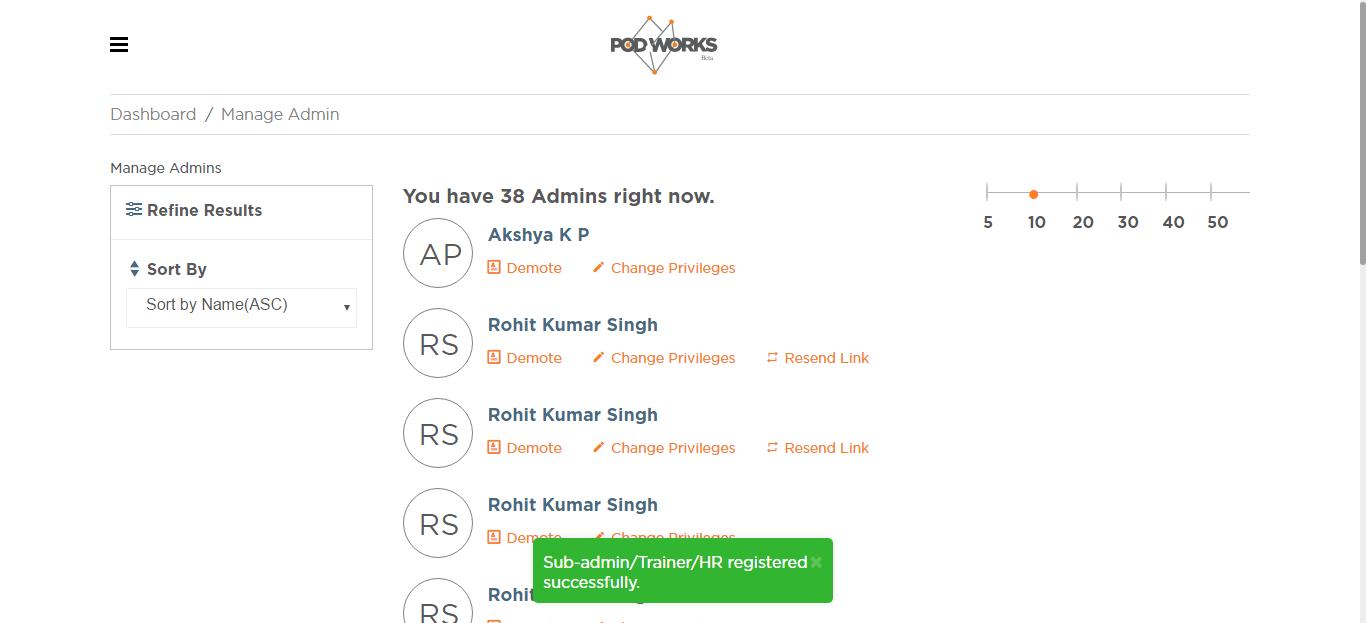 POD WORKS
Beta
Dashboard / Manage Admin
Manage Admins
Refine Results
Sort By
Sort by Name(ASC)
You have 38 Admins right now.
5 10 20 30 40 50
AP
Akshya K P
Demote Change Privileges
RS
Rohit Kumar Singh
Demote Change Privileges Resend Link
RS
Rohit Kumar Singh
Demote Change Privileges Resend Link
RS
Rohit Kumar Singh
Demote Change Privileges
RS
Sub-admin/Trainer/HR registered ×
successfully.